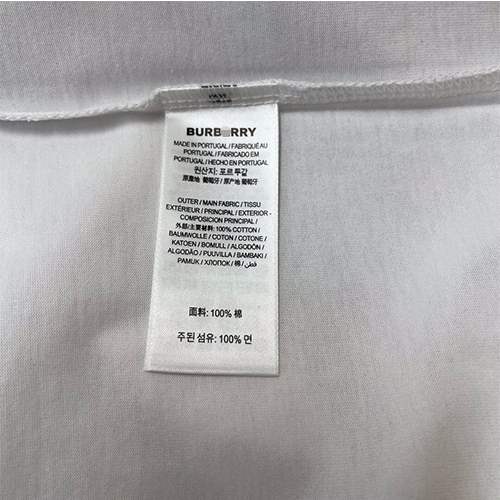 BURBERRY
MADE IN PORTUGAL / FABRIQUÉ AU
PORTUGAL / FABRICADO EM
PORTUGAL / HECHO EN PORTUGAL
원산지: 포르투갈
原產地 葡萄牙 / 原产地 葡萄牙
OUTER / MAIN FABRIC / TISSU
EXTÉRIEUR / PRINCIPAL / EXTERIOR -
COMPOSICION PRINCIPAL /
外部/主要材料: 100% COTTON /
BAUMWOLLE / COTON / COTONE /
KATOEN / BOMULL / ALGODÓN /
ALGODÃO / PUUVILLA / BAMBAKI /
PAMUK / ХЛОПОК / 棉 / قطن
面料: 100% 棉
주된 섬유: 100% 면